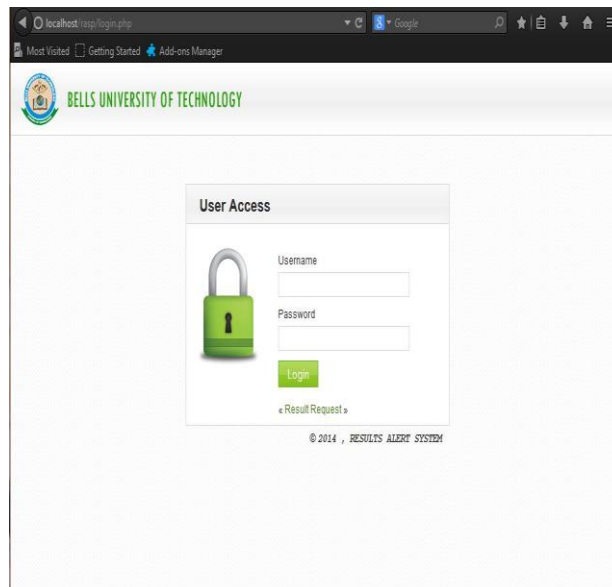 localhost/rasp/login.php
Google
Most Visited Getting Started Add-ons Manager
BELLS UNIVERSITY OF TECHNOLOGY
User Access
Username
Password
Login
« Result Request »
© 2014 , RESULTS ALERT SYSTEM